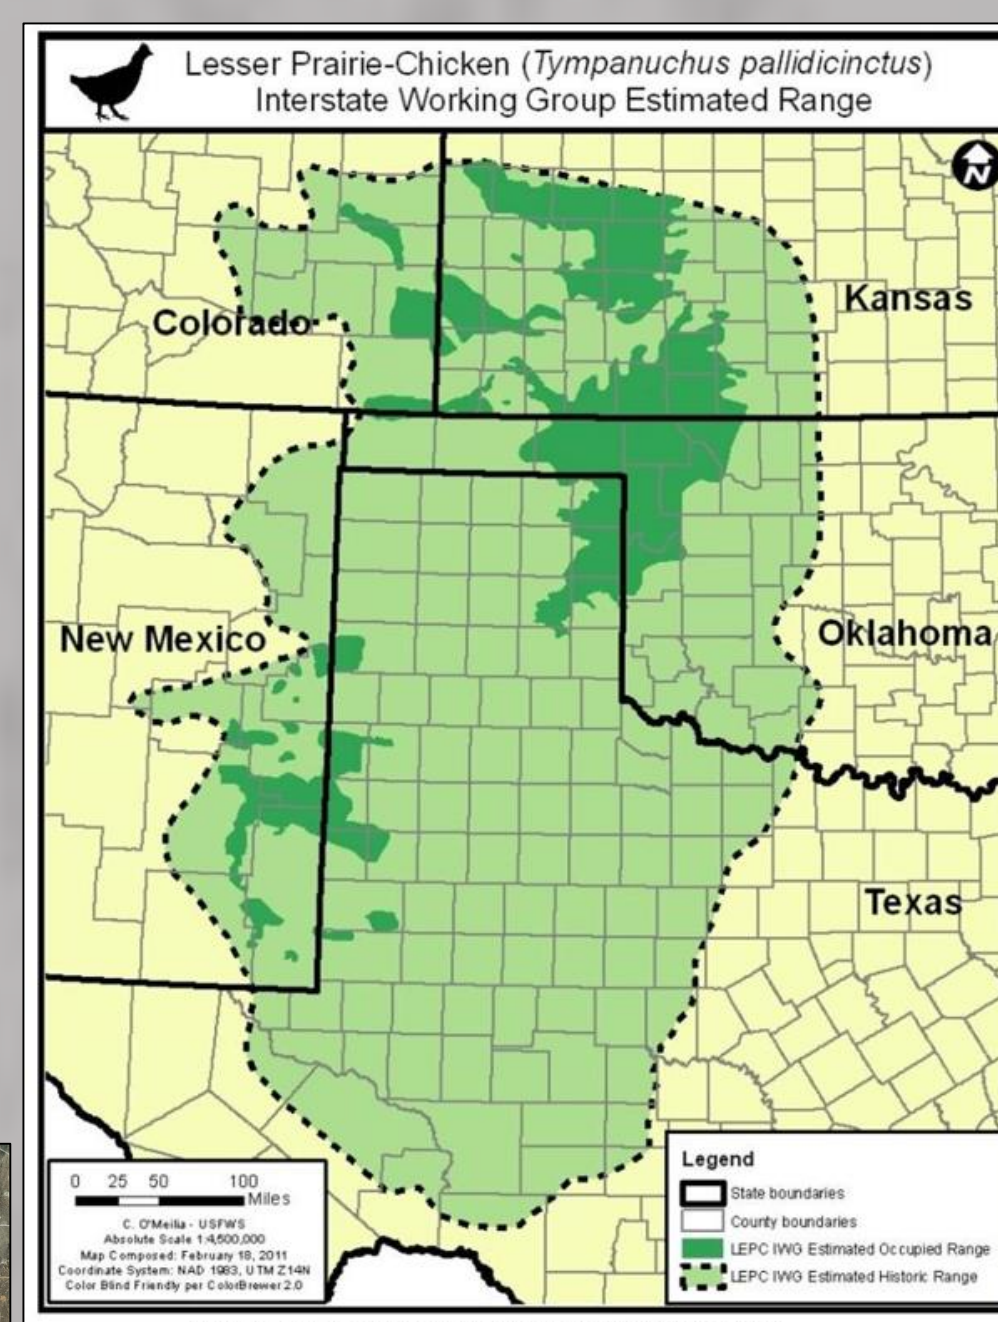 Lesser Prairie-Chicken (Tympanuchus pallidicinctus)
Interstate Working Group Estimated Range
N
Kansas
Colorado
New Mexico
Oklahoma
Texas
0 25 50 100
Miles
C. O'Meilia - USFWS
Absolute Scale 1:4,500,000
Map Composed: February 18, 2011
Coordinate System: NAD 1983, UTM Z14N
Color Blind Friendly per ColorBrewer 2.0
Legend
State boundaries
County boundaries
LEPC IWG Estimated Occupied Range
LEPC IWG Estimated Historic Range